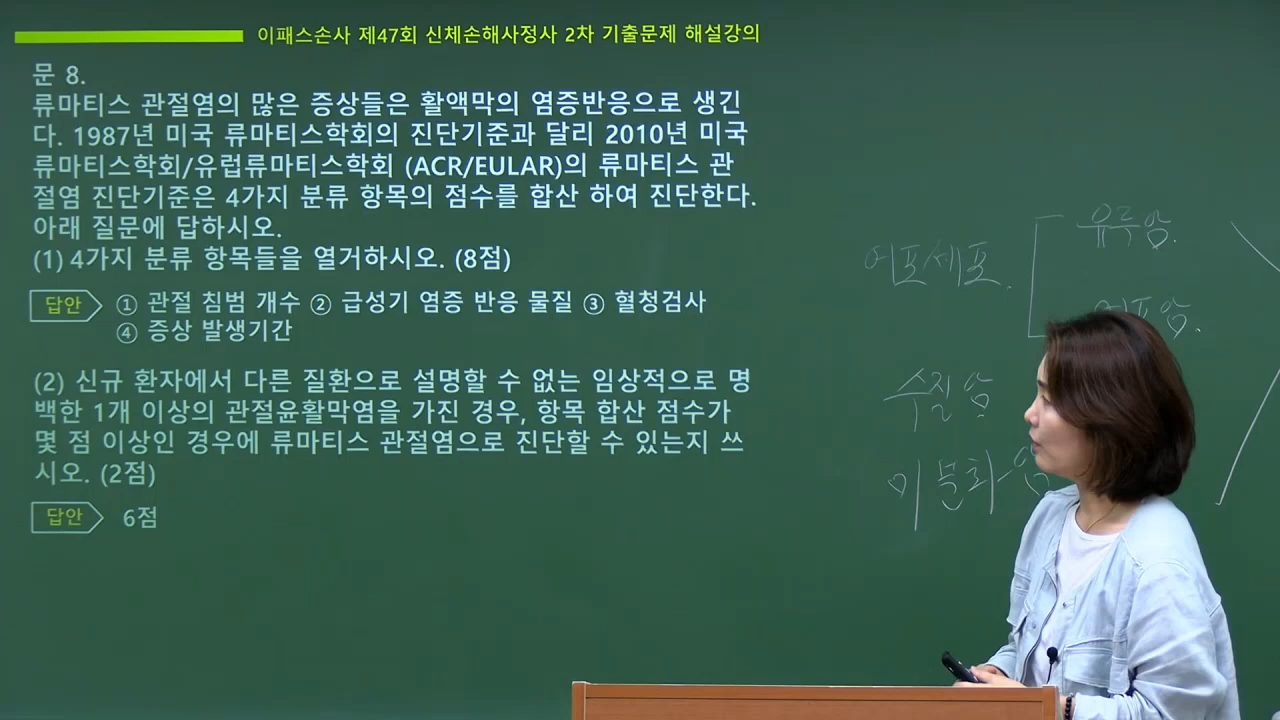 이패스손사 제47회 신체손해사정사 2차 기출문제 해설강의
문 8.
류마티스 관절염의 많은 증상들은 활액막의 염증반응으로 생긴
다. 1987년 미국 류마티스학회의 진단기준과 달리 2010년 미국
류마티스학회/유럽류마티스학회 (ACR/EULAR)의 류마티스 관
절염 진단기준은 4가지 분류 항목의 점수를 합산 하여 진단한다.
아래 질문에 답하시오.
(1) 4가지 분류 항목들을 열거하시오. (8점)
답안 ① 관절 침범 개수 ② 급성기 염증 반응 물질 ③ 혈청검사
④ 증상 발생기간
(2) 신규 환자에서 다른 질환으로 설명할 수 없는 임상적으로 명
백한 1개 이상의 관절윤활막염을 가진 경우, 항목 합산 점수가
몇 점 이상인 경우에 류마티스 관절염으로 진단할 수 있는지 쓰
시오. (2점)
답안 6점
유두암.
여포세포.
수질암
미분화암